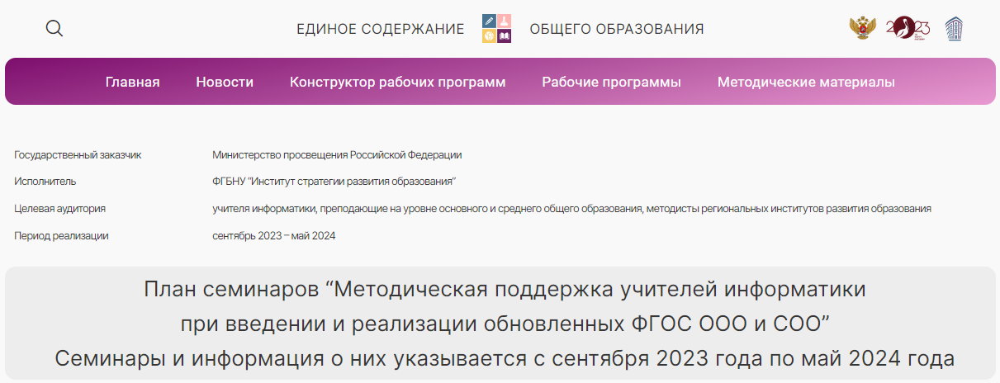 ЕДИНОЕ СОДЕРЖАНИЕ ОБЩЕГО ОБРАЗОВАНИЯ
2023
Главная Новости Конструктор рабочих программ Рабочие программы Методические материалы
Государственный заказчик Министерство просвещения Российской Федерации
Исполнитель ФГБНУ "Институт стратегии развития образования"
Целевая аудитория учителя информатики, преподающие на уровне основного и среднего общего образования, методисты региональных институтов развития образования
Период реализации сентябрь 2023 – май 2024
План семинаров “Методическая поддержка учителей информатики
при введении и реализации обновленных ФГОС ООО и СОО”
Семинары и информация о них указывается с сентября 2023 года по май 2024 года